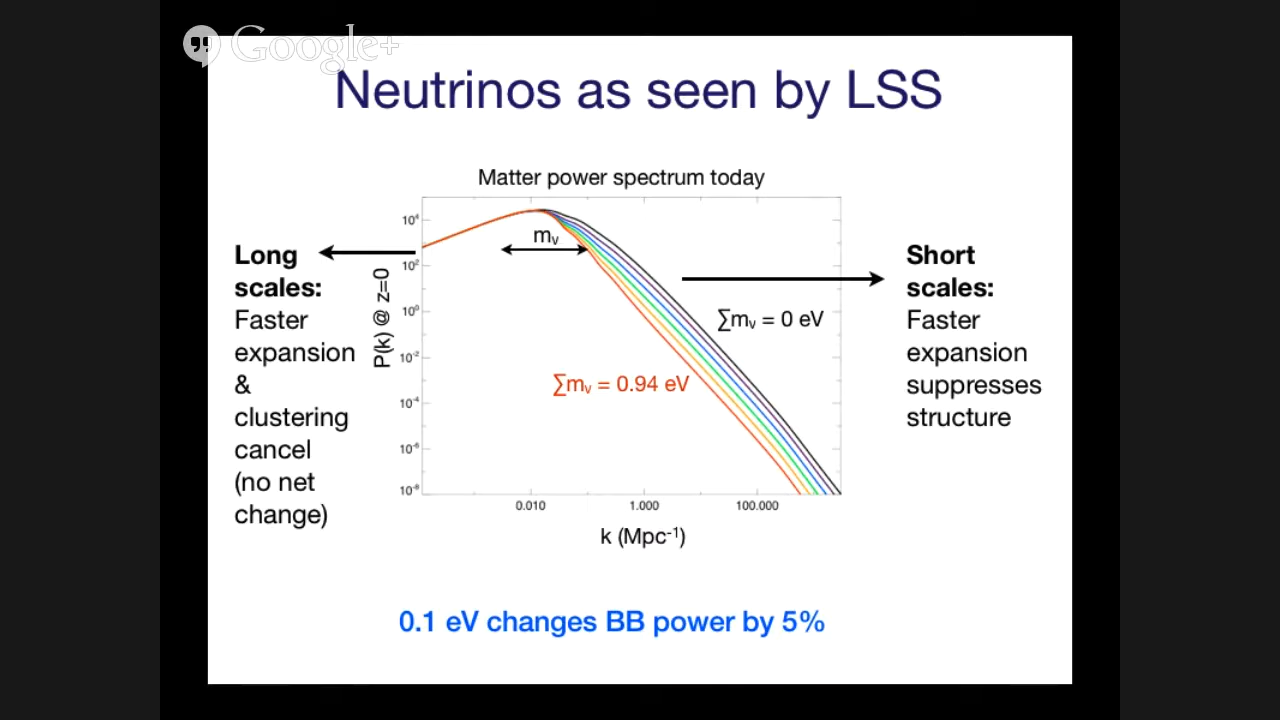 Google+
Neutrinos as seen by LSS
Matter power spectrum today
Long
scales:
Faster
expansion
&
clustering
cancel
(no net
change)
P(k) @ z=0
10⁴
10²
10⁰
10⁻²
10⁻⁴
10⁻⁶
10⁻⁸
mᵥ
∑mᵥ = 0 eV
∑mᵥ = 0.94 eV
0.010
1.000
100.000
k (Mpc⁻¹)
Short
scales:
Faster
expansion
suppresses
structure
0.1 eV changes BB power by 5%